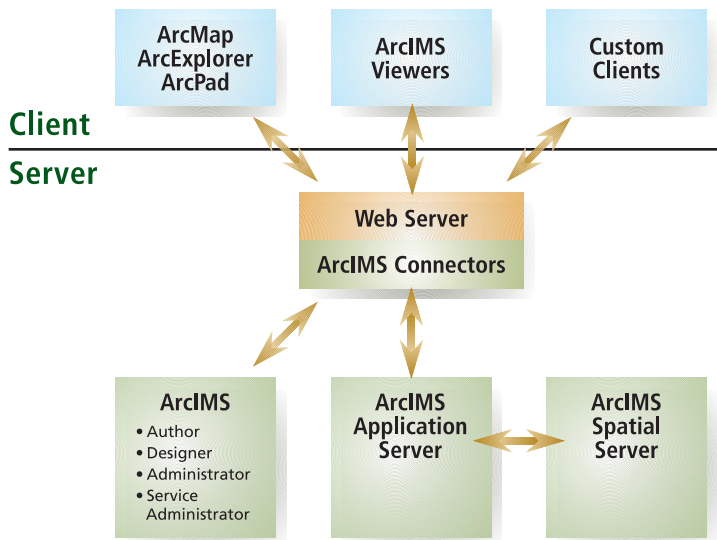 ArcMap
ArcExplorer
ArcPad
ArcIMS
Viewers
Custom
Clients
Client
Server
Web Server
ArcIMS Connectors
ArcIMS
• Author
• Designer
• Administrator
• Service
Administrator
ArcIMS
Application
Server
ArcIMS
Spatial
Server